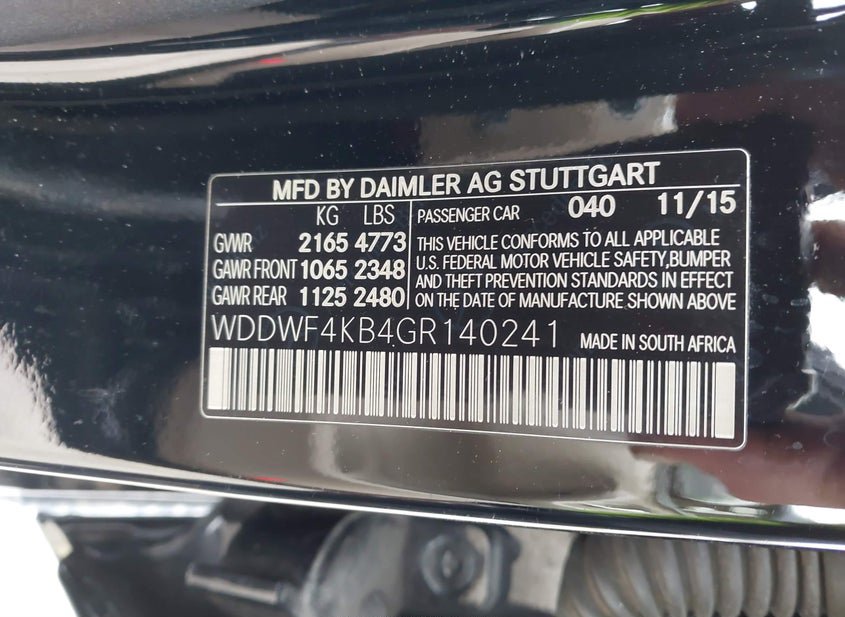 MFD BY DAIMLER AG STUTTGART
KG LBS
GVWR 2165 4773
GAWR FRONT 1065 2348
GAWR REAR 1125 2480
PASSENGER CAR 040 11/15
THIS VEHICLE CONFORMS TO ALL APPLICABLE
U.S. FEDERAL MOTOR VEHICLE SAFETY,BUMPER
AND THEFT PREVENTION STANDARDS IN EFFECT
ON THE DATE OF MANUFACTURE SHOWN ABOVE
WDDWF4KB4GR140241 MADE IN SOUTH AFRICA